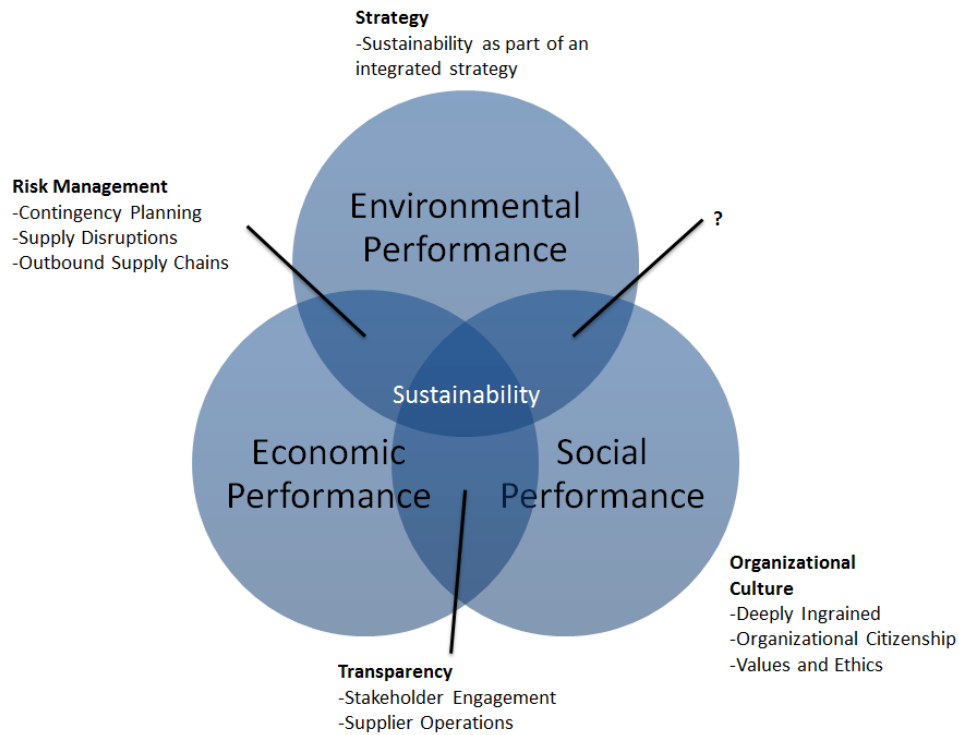 Strategy
-Sustainability as part of an
integrated strategy
Risk Management
-Contingency Planning
-Supply Disruptions
-Outbound Supply Chains
Environmental
Performance
?
Sustainability
Economic
Performance
Social
Performance
Organizational
Culture
-Deeply Ingrained
-Organizational Citizenship
-Values and Ethics
Transparency
-Stakeholder Engagement
-Supplier Operations